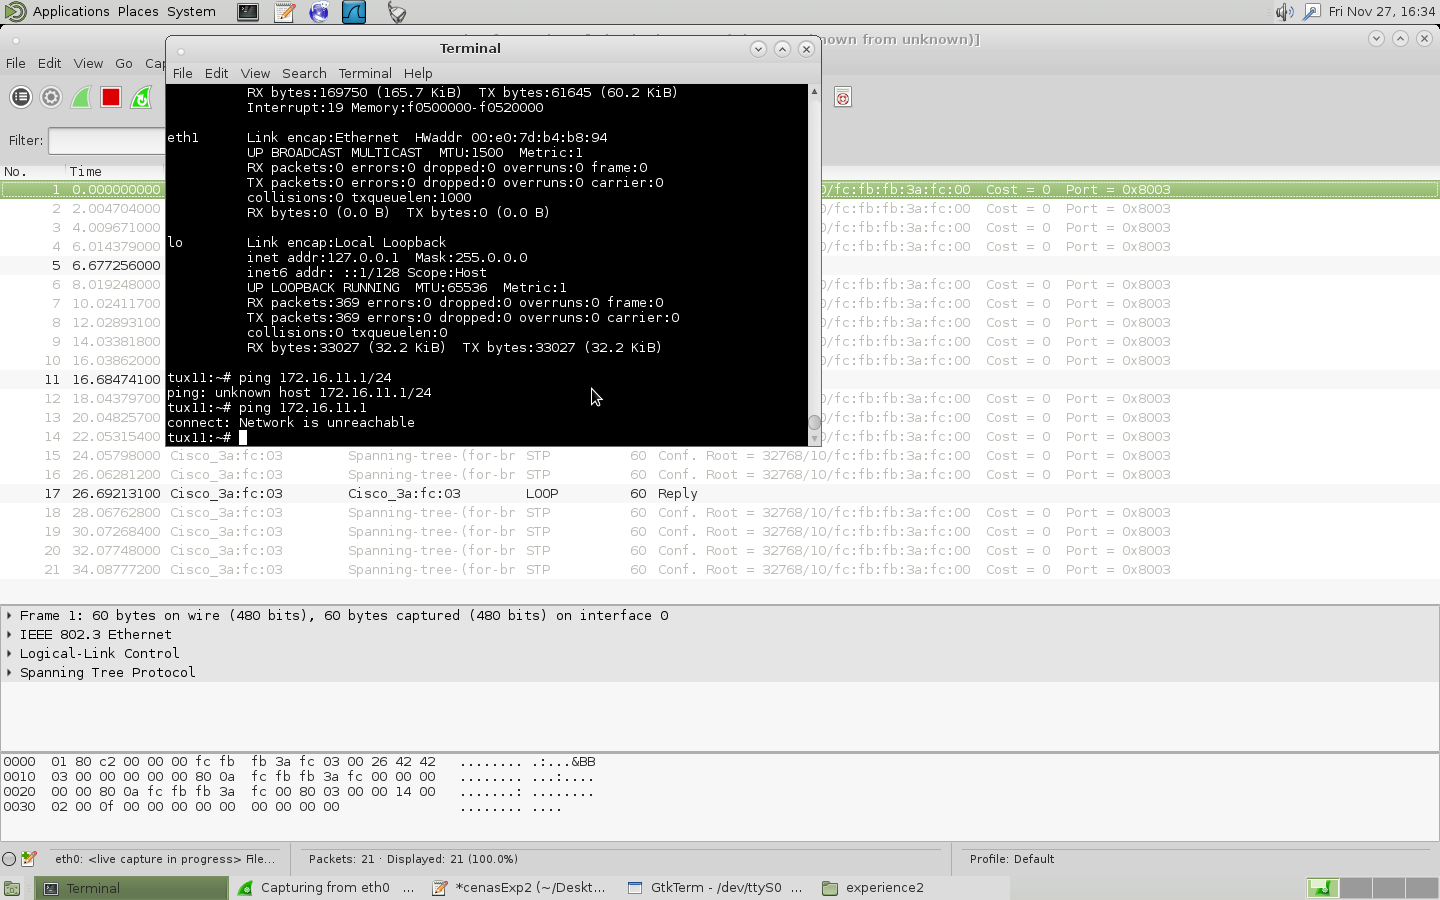 Applications Places System
Fri Nov 27, 16:34
nown from unknown)]
File Edit View Go Cap
Terminal
File Edit View Search Terminal Help
Filter:
No. Time
RX bytes:169750 (165.7 KiB)  TX bytes:61645 (60.2 KiB)
Interrupt:19 Memory:f0500000-f0520000
eth1 Link encap:Ethernet  HWaddr 00:e0:7d:b4:b8:94
UP BROADCAST MULTICAST  MTU:1500  Metric:1
RX packets:0 errors:0 dropped:0 overruns:0 frame:0
TX packets:0 errors:0 dropped:0 overruns:0 carrier:0
collisions:0 txqueuelen:1000
RX bytes:0 (0.0 B)  TX bytes:0 (0.0 B)
lo Link encap:Local Loopback
inet addr:127.0.0.1  Mask:255.0.0.0
inet6 addr: ::1/128 Scope:Host
UP LOOPBACK RUNNING  MTU:65536  Metric:1
RX packets:369 errors:0 dropped:0 overruns:0 frame:0
TX packets:369 errors:0 dropped:0 overruns:0 carrier:0
collisions:0 txqueuelen:0
RX bytes:33027 (32.2 KiB)  TX bytes:33027 (32.2 KiB)
tux11:~# ping 172.16.11.1/24
ping: unknown host 172.16.11.1/24
tux11:~# ping 172.16.11.1
connect: Network is unreachable
tux11:~#
1 0.000000000 0/fc:fb:fb:3a:fc:00 Cost = 0 Port = 0x8003
2 2.004704000 0/fc:fb:fb:3a:fc:00 Cost = 0 Port = 0x8003
3 4.009671000 0/fc:fb:fb:3a:fc:00 Cost = 0 Port = 0x8003
4 6.014379000 0/fc:fb:fb:3a:fc:00 Cost = 0 Port = 0x8003
5 6.677256000
6 8.019248000 0/fc:fb:fb:3a:fc:00 Cost = 0 Port = 0x8003
7 10.02411700 0/fc:fb:fb:3a:fc:00 Cost = 0 Port = 0x8003
8 12.02893100 0/fc:fb:fb:3a:fc:00 Cost = 0 Port = 0x8003
9 14.03381800 0/fc:fb:fb:3a:fc:00 Cost = 0 Port = 0x8003
10 16.03862000 0/fc:fb:fb:3a:fc:00 Cost = 0 Port = 0x8003
11 16.68474100
12 18.04379700 0/fc:fb:fb:3a:fc:00 Cost = 0 Port = 0x8003
13 20.04825700 0/fc:fb:fb:3a:fc:00 Cost = 0 Port = 0x8003
14 22.05315400 0/fc:fb:fb:3a:fc:00 Cost = 0 Port = 0x8003
15 24.05798000 Cisco_3a:fc:03 Spanning-tree-(for-br STP 60 Conf. Root = 32768/10/fc:fb:fb:3a:fc:00 Cost = 0 Port = 0x8003
16 26.06281200 Cisco_3a:fc:03 Spanning-tree-(for-br STP 60 Conf. Root = 32768/10/fc:fb:fb:3a:fc:00 Cost = 0 Port = 0x8003
17 26.69213100 Cisco_3a:fc:03 Cisco_3a:fc:03 LOOP 60 Reply
18 28.06762800 Cisco_3a:fc:03 Spanning-tree-(for-br STP 60 Conf. Root = 32768/10/fc:fb:fb:3a:fc:00 Cost = 0 Port = 0x8003
19 30.07268400 Cisco_3a:fc:03 Spanning-tree-(for-br STP 60 Conf. Root = 32768/10/fc:fb:fb:3a:fc:00 Cost = 0 Port = 0x8003
20 32.07748000 Cisco_3a:fc:03 Spanning-tree-(for-br STP 60 Conf. Root = 32768/10/fc:fb:fb:3a:fc:00 Cost = 0 Port = 0x8003
21 34.08777200 Cisco_3a:fc:03 Spanning-tree-(for-br STP 60 Conf. Root = 32768/10/fc:fb:fb:3a:fc:00 Cost = 0 Port = 0x8003
Frame 1: 60 bytes on wire (480 bits), 60 bytes captured (480 bits) on interface 0
IEEE 802.3 Ethernet
Logical-Link Control
Spanning Tree Protocol
0000  01 80 c2 00 00 00 fc fb  fb 3a fc 03 00 26 42 42   ........ .:...&BB
0010  03 00 00 00 00 00 80 0a  fc fb fb 3a fc 00 00 00   ........ ...:....
0020  00 00 80 0a fc fb fb 3a  fc 00 80 03 00 00 14 00   .......: ........
0030  02 00 0f 00 00 00 00 00  00 00 00 00   ........ ....
eth0: <live capture in progress> File... Packets: 21 · Displayed: 21 (100.0%) Profile: Default
Terminal Capturing from eth0 ... *cenasExp2 (~/Deskt... GtkTerm - /dev/ttyS0 ... experience2